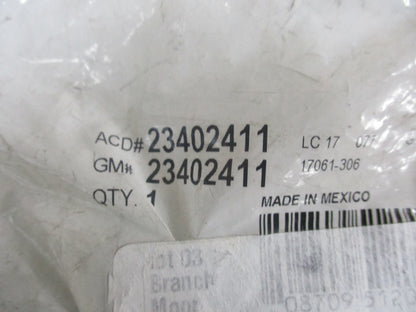 ACD# 23402411 LC 17
GM# 23402411 17061-306
QTY. 1 MADE IN MEXICO
Branch